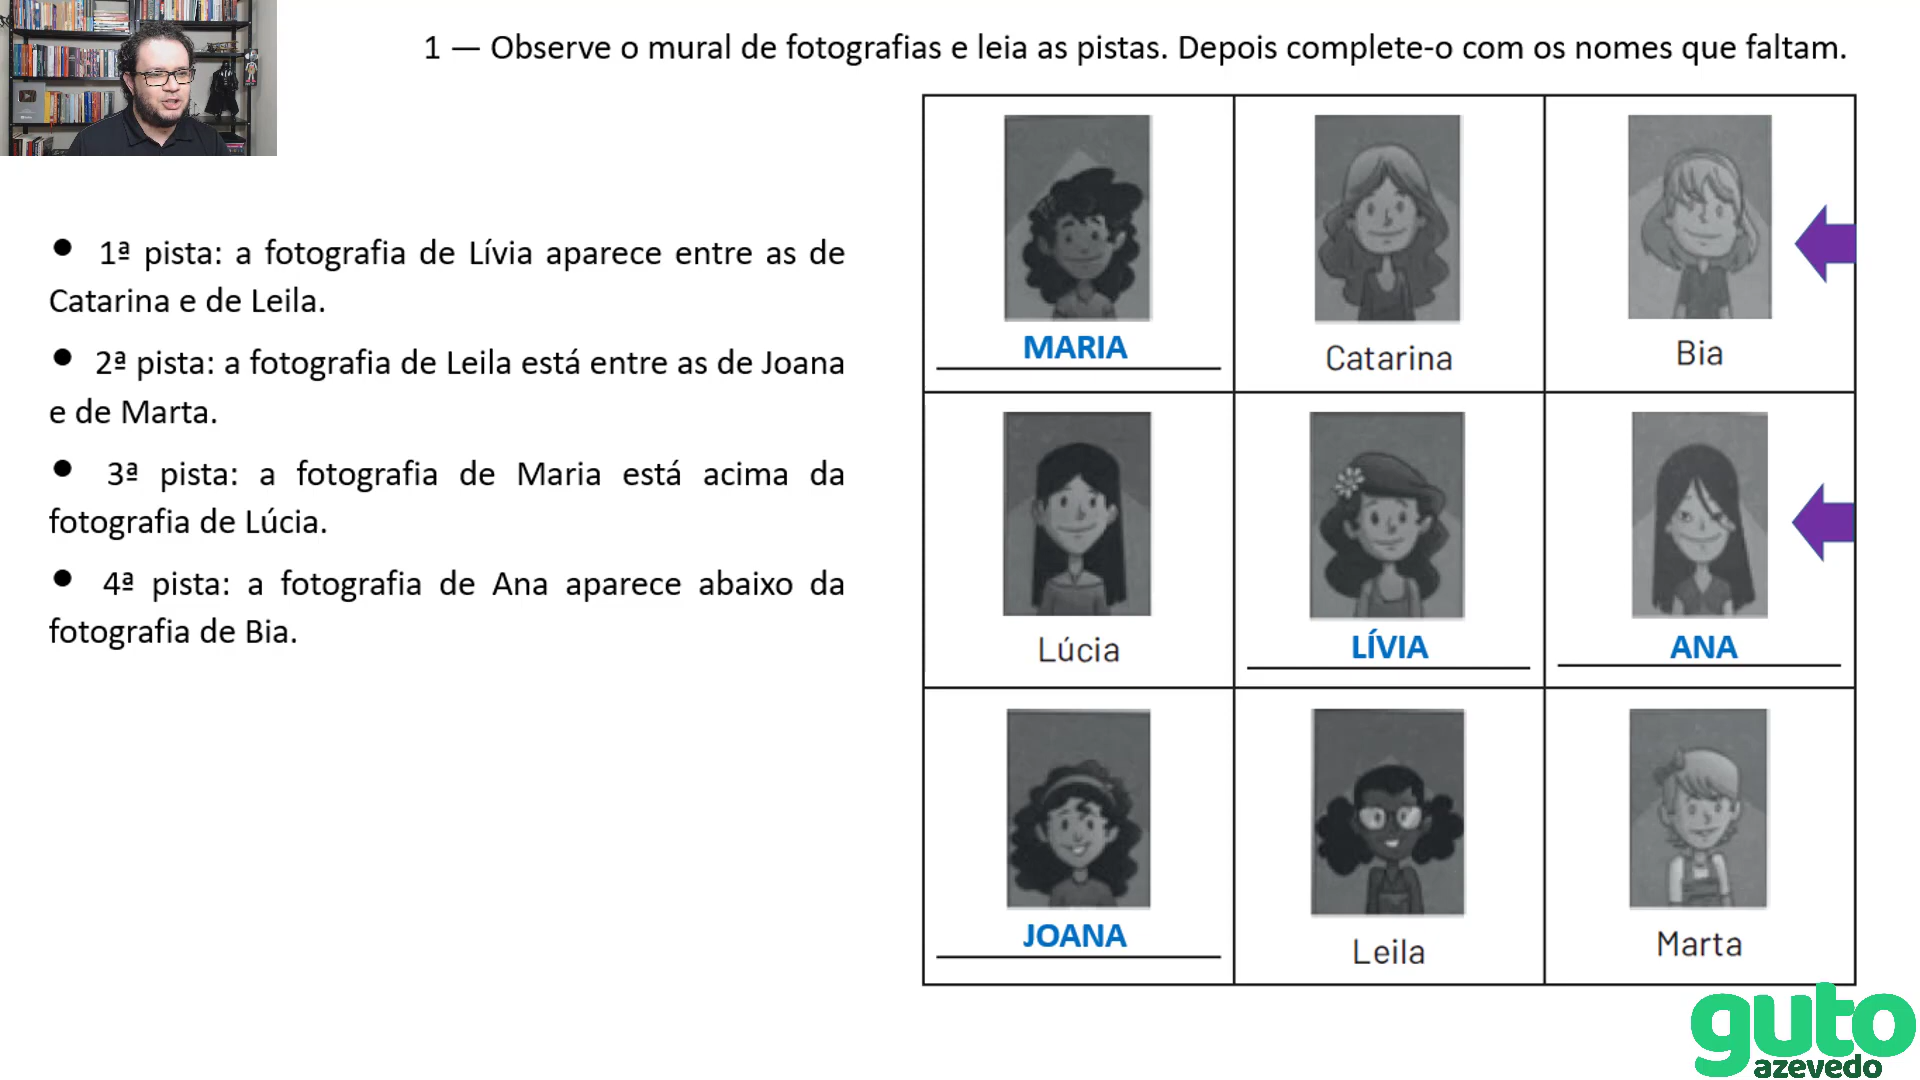 1 — Observe o mural de fotografias e leia as pistas. Depois complete-o com os nomes que faltam.
• 1ª pista: a fotografia de Lívia aparece entre as de
Catarina e de Leila.
• 2ª pista: a fotografia de Leila está entre as de Joana
e de Marta.
• 3ª pista: a fotografia de Maria está acima da
fotografia de Lúcia.
• 4ª pista: a fotografia de Ana aparece abaixo da
fotografia de Bia.
MARIA
Catarina
Bia
Lúcia
LÍVIA
ANA
JOANA
Leila
Marta
guto
azevedo